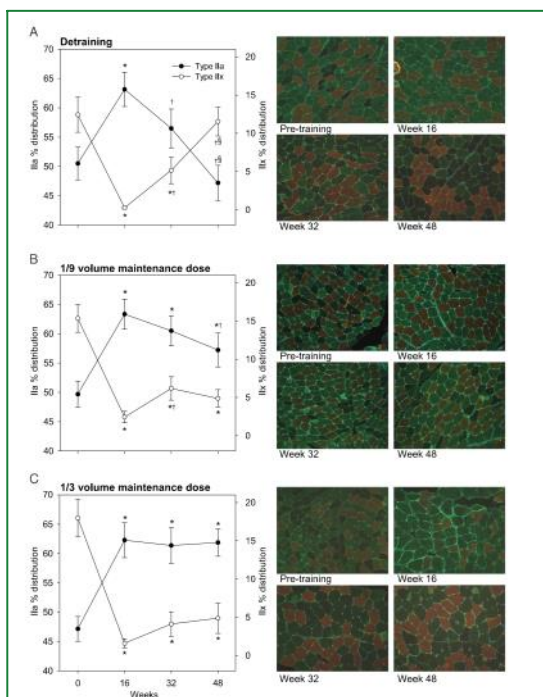 A
Detraining
70
65
60
55
50
45
40
IIa % distribution
20
15
10
5
0
IIx % distribution
Type IIa
Type IIx
*
†
*
*†
†§
†§
Pre-training
Week 16
Week 32
Week 48
B
1/9 volume maintenance dose
70
65
60
55
50
45
40
IIa % distribution
20
15
10
5
0
IIx % distribution
*
*
*†
*
*†
*
Pre-training
Week 16
Week 32
Week 48
C
1/3 volume maintenance dose
70
65
60
55
50
45
40
IIa % distribution
20
15
10
5
0
IIx % distribution
*
*
*
*
*
*
0
16
32
48
Weeks
Pre-training
Week 16
Week 32
Week 48